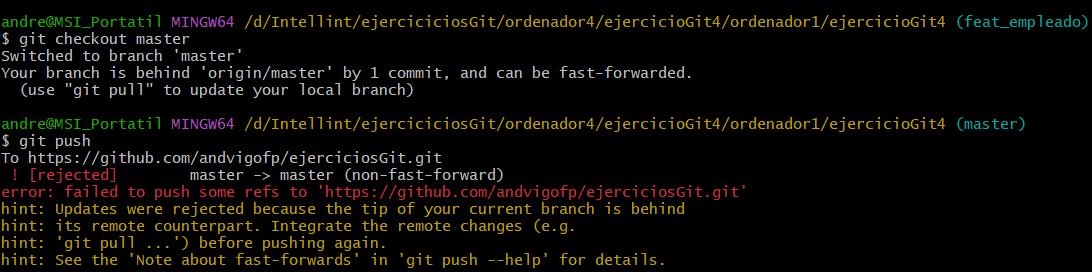 andre@MSI_Portatil MINGW64 /d/Intellint/ejerciciciosGit/ordenador4/ejercicioGit4/ordenador1/ejercicioGit4 (feat_empleado)
$ git checkout master
Switched to branch 'master'
Your branch is behind 'origin/master' by 1 commit, and can be fast-forwarded.
  (use "git pull" to update your local branch)
andre@MSI_Portatil MINGW64 /d/Intellint/ejerciciciosGit/ordenador4/ejercicioGit4/ordenador1/ejercicioGit4 (master)
$ git push
To https://github.com/andvigofp/ejerciciosGit.git
 ! [rejected]        master -> master (non-fast-forward)
error: failed to push some refs to 'https://github.com/andvigofp/ejerciciosGit.git'
hint: Updates were rejected because the tip of your current branch is behind
hint: its remote counterpart. Integrate the remote changes (e.g.
hint: 'git pull ...') before pushing again.
hint: See the 'Note about fast-forwards' in 'git push --help' for details.